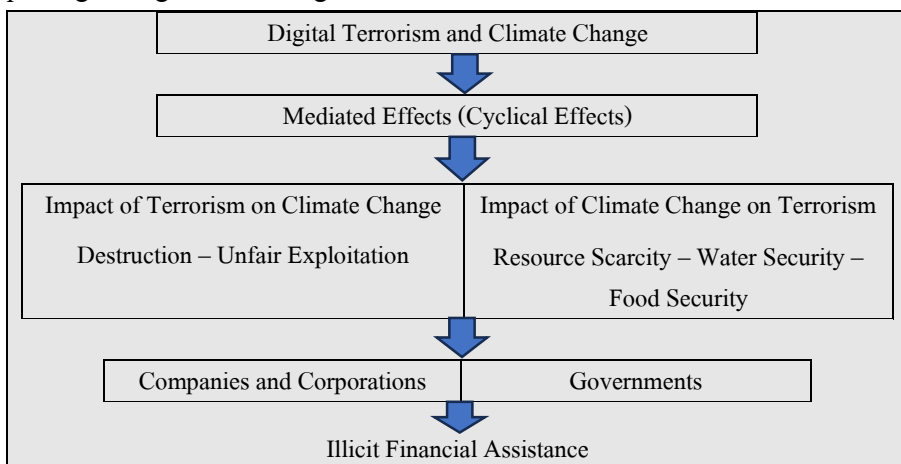 Digital Terrorism and Climate Change
Mediated Effects (Cyclical Effects)
Impact of Terrorism on Climate Change
Destruction – Unfair Exploitation
Impact of Climate Change on Terrorism
Resource Scarcity – Water Security –
Food Security
Companies and Corporations
Governments
Illicit Financial Assistance